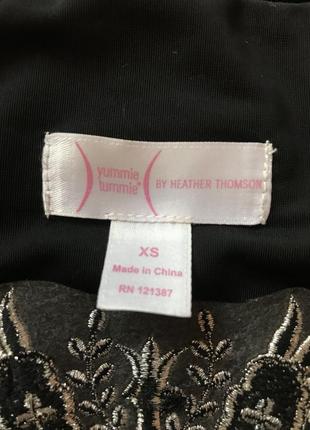 yummie
tummie®
BY HEATHER THOMSON
XS
Made in China
RN 121387